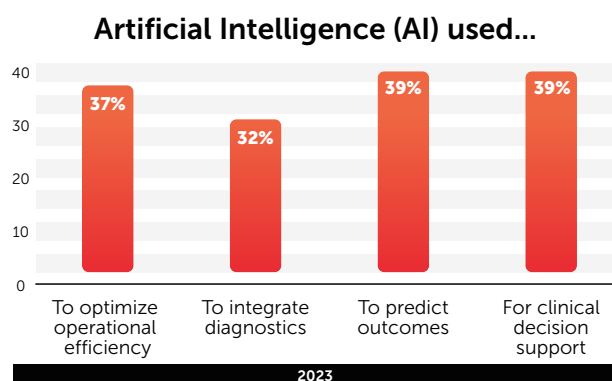 Artificial Intelligence (AI) used...
40
30
20
10
0
37%
32%
39%
39%
To optimize
operational
efficiency
To integrate
diagnostics
To predict
outcomes
For clinical
decision
support
2023